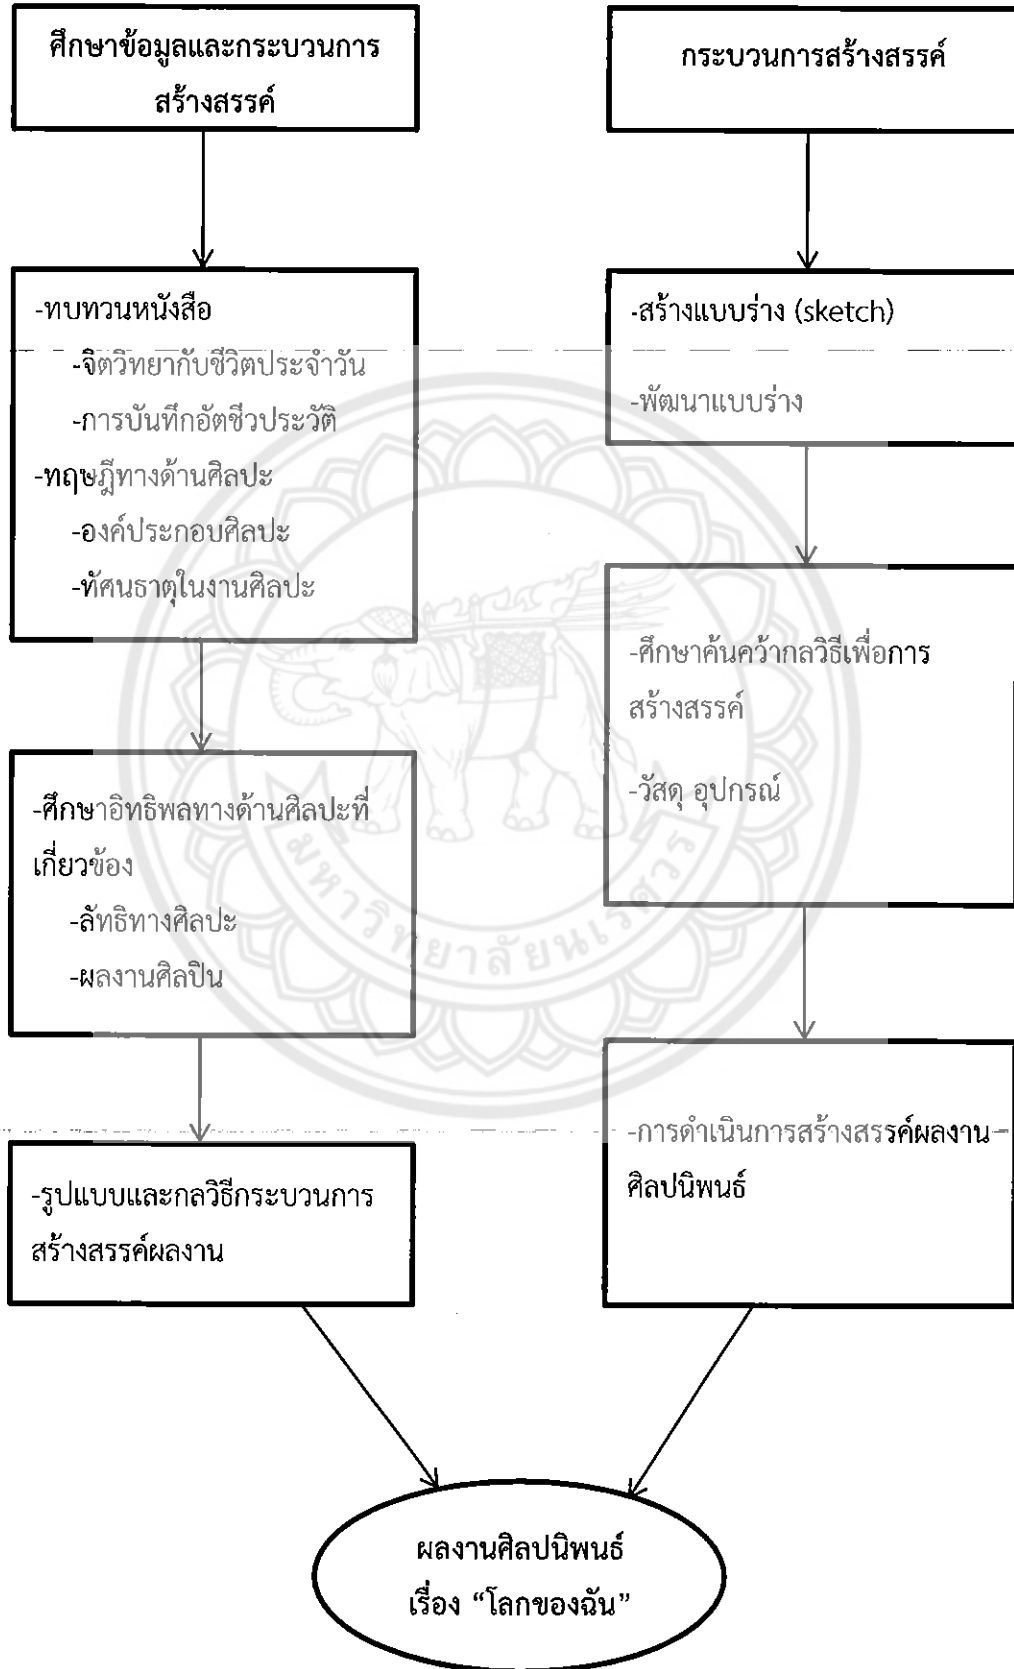 ศึกษาข้อมูลและกระบวนการ
สร้างสรรค์
-ทบทวนหนังสือ
-จิตวิทยากับชีวิตประจำวัน
-การบันทึกอัตชีวประวัติ
-ทฤษฎีทางด้านศิลปะ
-องค์ประกอบศิลปะ
-ทัศนธาตุในงานศิลปะ
-ศึกษาอิทธิพลทางด้านศิลปะที่
เกี่ยวข้อง
-ลัทธิทางศิลปะ
-ผลงานศิลปิน
-รูปแบบและกลวิธีกระบวนการ
สร้างสรรค์ผลงาน
กระบวนการสร้างสรรค์
-สร้างแบบร่าง (sketch)
-พัฒนาแบบร่าง
-ศึกษาค้นคว้ากลวิธีเพื่อการ
สร้างสรรค์
-วัสดุ อุปกรณ์
-การดำเนินการสร้างสรรค์ผลงาน
ศิลปนิพนธ์
ผลงานศิลปนิพนธ์
เรื่อง “โลกของฉัน”
มหาวิทยาลัยนเรศวร